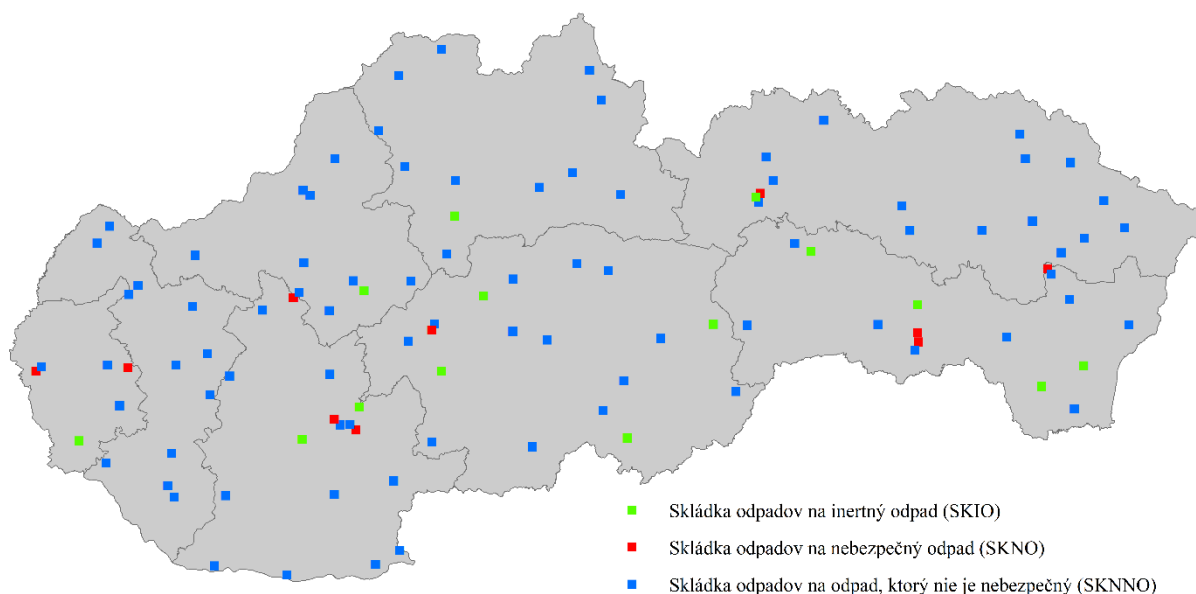 Skládka odpadov na inertný odpad (SKIO)
Skládka odpadov na nebezpečný odpad (SKNO)
Skládka odpadov na odpad, ktorý nie je nebezpečný (SKNNO)